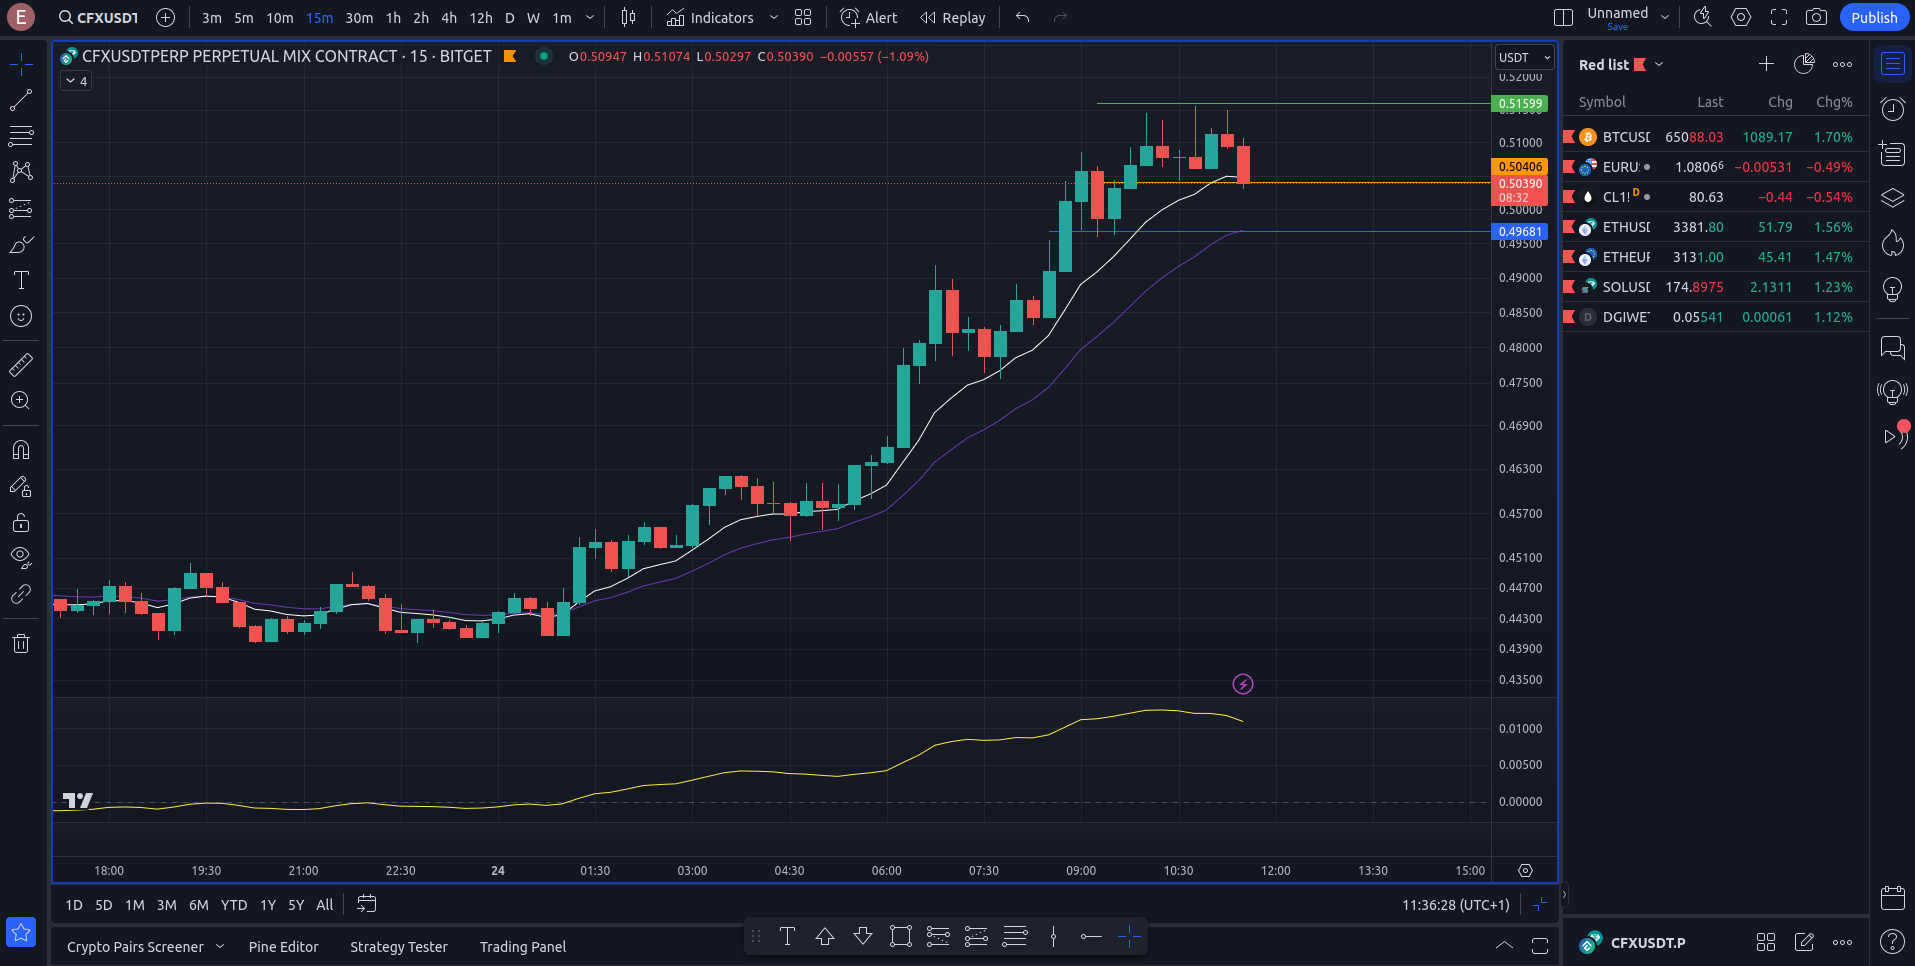 E CFXUSDT 3m 5m 10m 15m 30m 1h 2h 4h 12h D W 1m Indicators Alert Replay Unnamed Save Publish
CFXUSDTPERP PERPETUAL MIX CONTRACT · 15 · BITGET O0.50947 H0.51074 L0.50297 C0.50390 −0.00557 (−1.09%)
4
USDT
0.52000
0.51599
0.51000
0.50406
0.50390
08:32
0.50000
0.49681
0.49500
0.49000
0.48500
0.48000
0.47500
0.46900
0.46300
0.45700
0.45100
0.44700
0.44300
0.43900
0.43500
0.01000
0.00500
0.00000
18:00 19:30 21:00 22:30 24 01:30 03:00 04:30 06:00 07:30 09:00 10:30 12:00 13:30 15:00
1D 5D 1M 3M 6M YTD 1Y 5Y All 11:36:28 (UTC+1)
Crypto Pairs Screener Pine Editor Strategy Tester Trading Panel
Red list
Symbol Last Chg Chg%
BTCUSD 65088.03 1089.17 1.70%
EURU 1.08066 −0.00531 −0.49%
CL1! D 80.63 −0.44 −0.54%
ETHUSD 3381.80 51.79 1.56%
ETHEUR 3131.00 45.41 1.47%
SOLUSD 174.8975 2.1311 1.23%
D DGIWE 0.05541 0.00061 1.12%
CFXUSDT.P